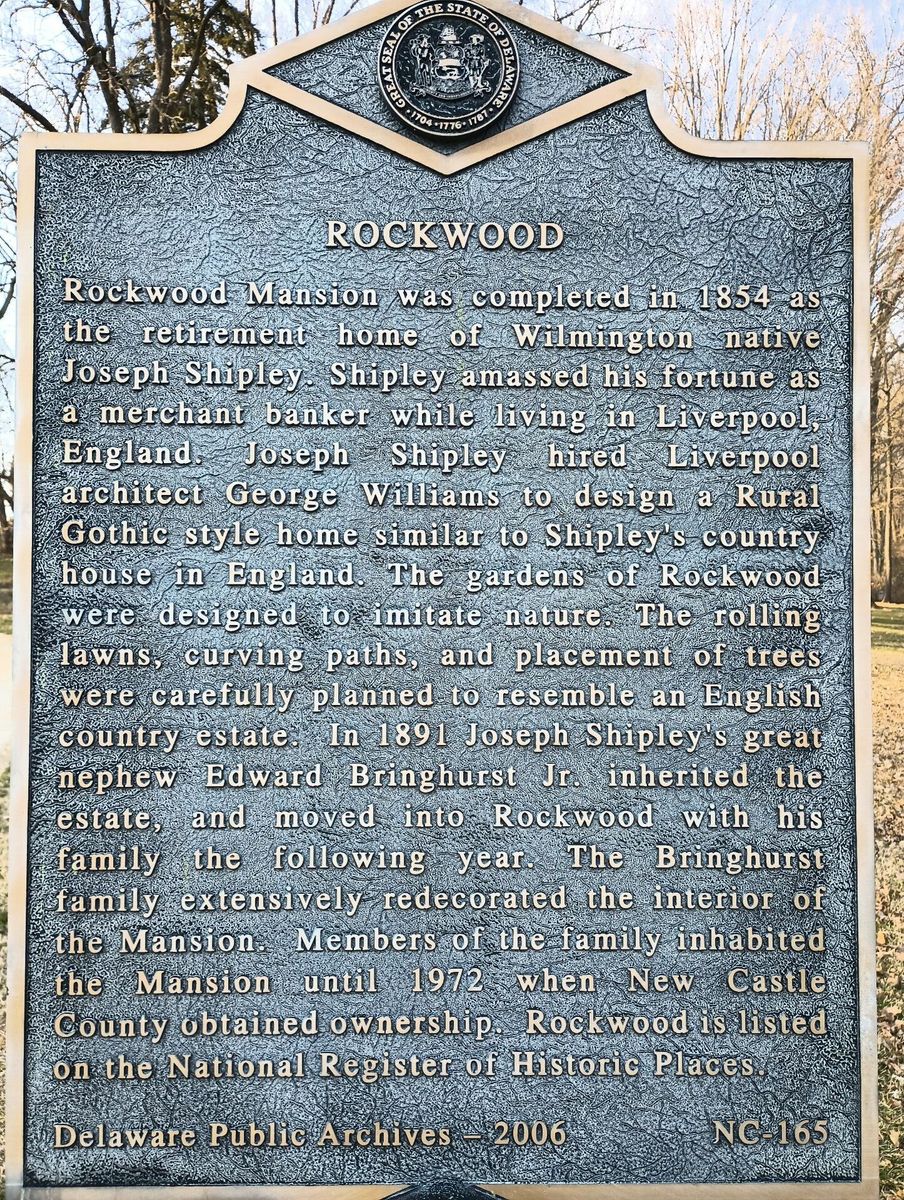 GREAT SEAL OF THE STATE OF DELAWARE
1704 • 1776 • 1787
ROCKWOOD
Rockwood Mansion was completed in 1854 as
the retirement home of Wilmington native
Joseph Shipley. Shipley amassed his fortune as
a merchant banker while living in Liverpool,
England. Joseph Shipley hired Liverpool
architect George Williams to design a Rural
Gothic style home similar to Shipley's country
house in England. The gardens of Rockwood
were designed to imitate nature. The rolling
lawns, curving paths, and placement of trees
were carefully planned to resemble an English
country estate. In 1891 Joseph Shipley's great
nephew Edward Bringhurst Jr. inherited the
estate, and moved into Rockwood with his
family the following year. The Bringhurst
family extensively redecorated the interior of
the Mansion. Members of the family inhabited
the Mansion until 1972 when New Castle
County obtained ownership. Rockwood is listed
on the National Register of Historic Places.
Delaware Public Archives – 2006 NC-165